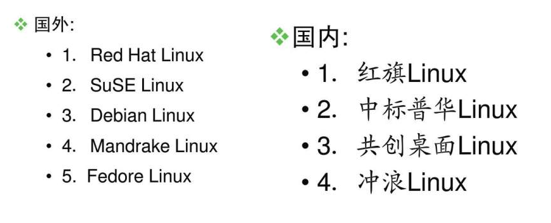 国外:
• 1. Red Hat Linux
• 2. SuSE Linux
• 3. Debian Linux
• 4. Mandrake Linux
• 5. Fedore Linux
国内:
• 1. 红旗Linux
• 2. 中标普华Linux
• 3. 共创桌面Linux
• 4. 冲浪Linux